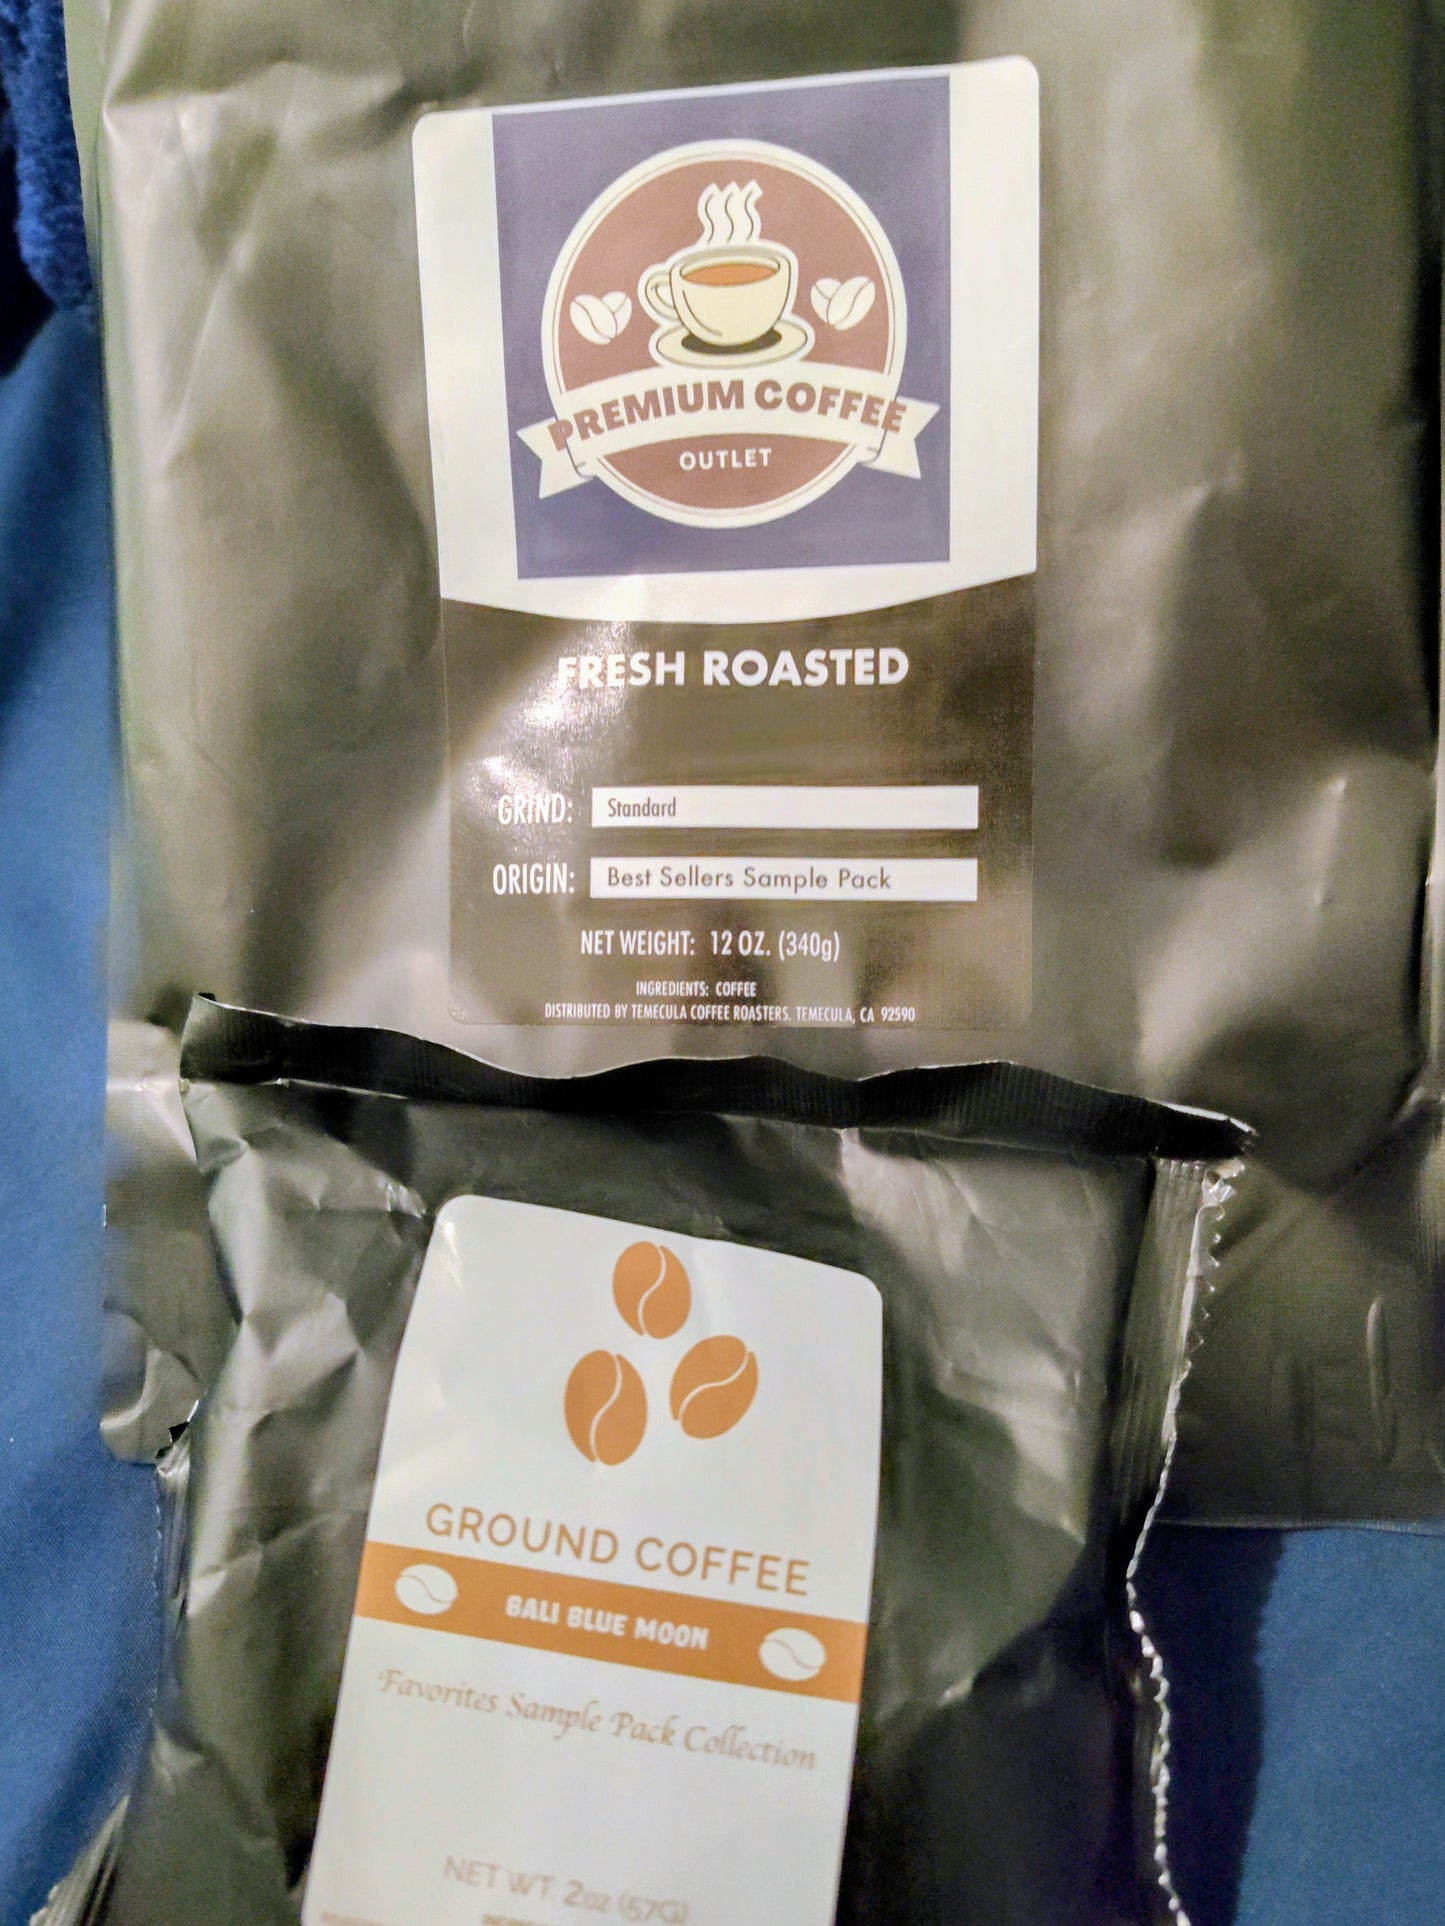 PREMIUM COFFEE
OUTLET
FRESH ROASTED
GRIND: Standard
ORIGIN: Best Sellers Sample Pack
NET WEIGHT: 12 OZ. (340g)
INGREDIENTS: COFFEE
DISTRIBUTED BY TEMECULA COFFEE ROASTERS. TEMECULA, CA 92590
GROUND COFFEE
BALI BLUE MOON
Favorites Sample Pack Collection
NET WT 2oz (57G)